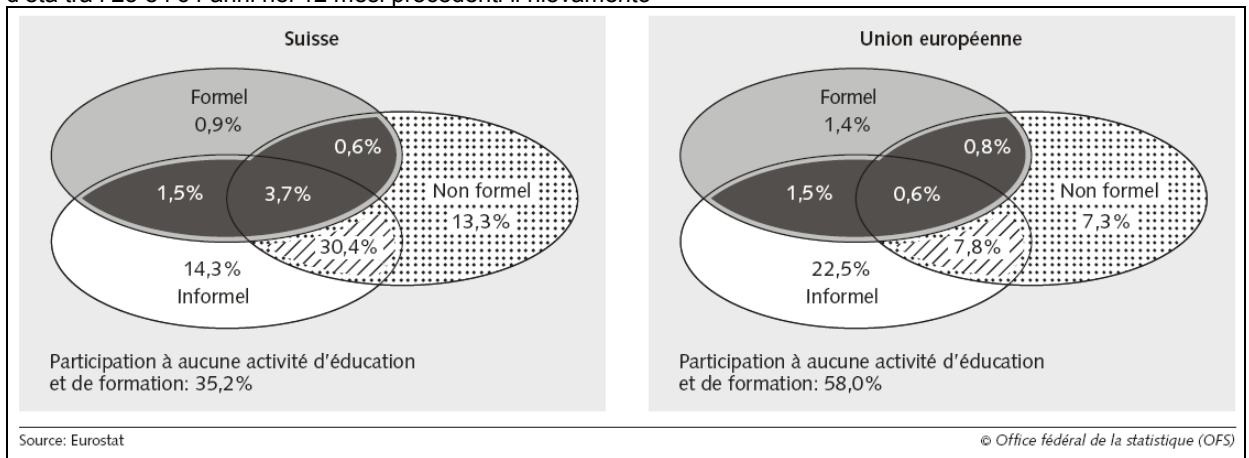 Suisse
Formel
0,9%
0,6%
1,5%
3,7%
Non formel
13,3%
30,4%
14,3%
Informel
Participation à aucune activité d'éducation
et de formation: 35,2%
Union européenne
Formel
1,4%
0,8%
1,5%
0,6%
Non formel
7,3%
7,8%
22,5%
Informel
Participation à aucune activité d'éducation
et de formation: 58,0%
Source: Eurostat
© Office fédéral de la statistique (OFS)